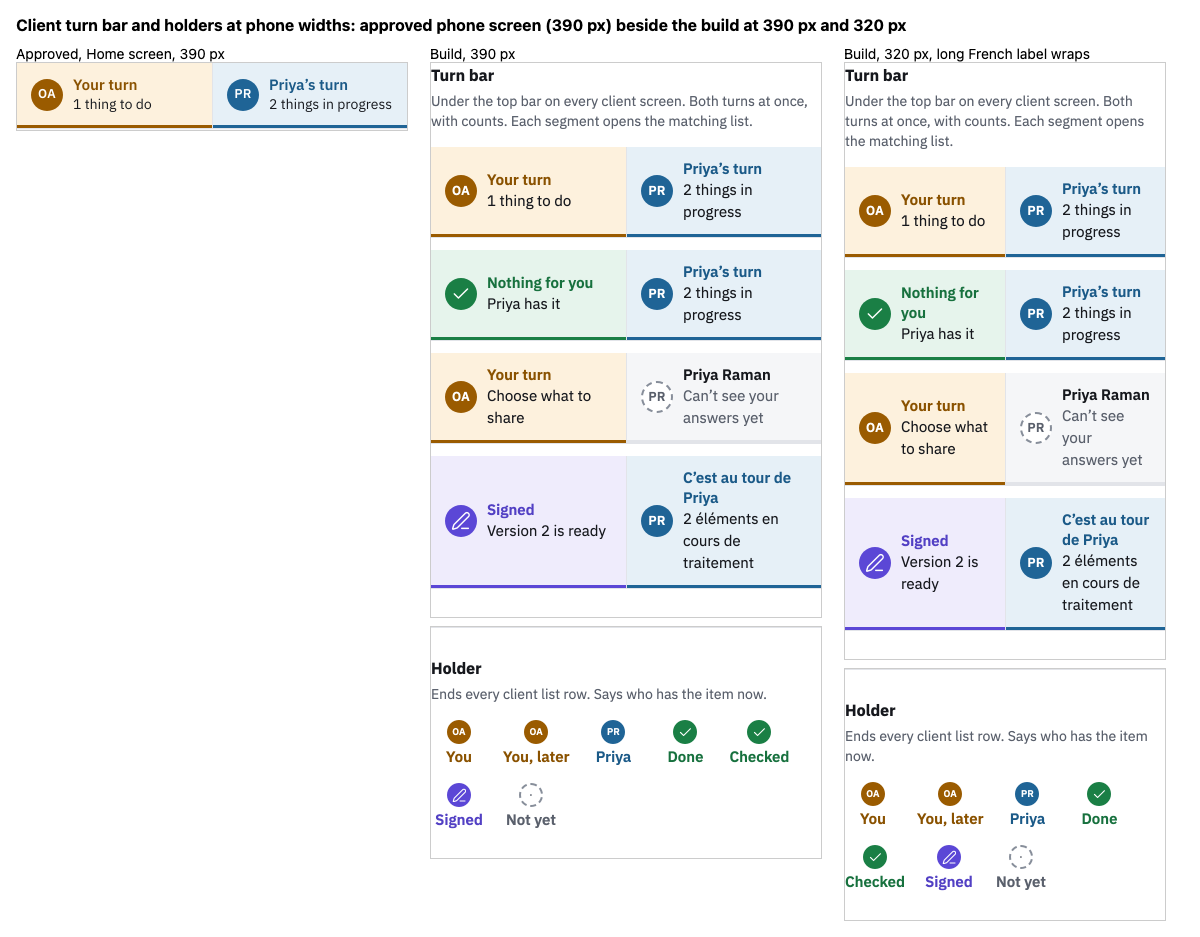 Client turn bar and holders at phone widths: approved phone screen (390 px) beside the build at 390 px and 320 px
Approved, Home screen, 390 px
OA
Your turn
1 thing to do
PR
Priya’s turn
2 things in progress
Build, 390 px
Turn bar
Under the top bar on every client screen. Both turns at once,
with counts. Each segment opens the matching list.
OA
Your turn
1 thing to do
PR
Priya’s turn
2 things in
progress
Nothing for you
Priya has it
PR
Priya’s turn
2 things in
progress
OA
Your turn
Choose what to
share
PR
Priya Raman
Can’t see your
answers yet
Signed
Version 2 is ready
PR
C’est au tour de
Priya
2 éléments en
cours de
traitement
Holder
Ends every client list row. Says who has the item now.
OA
You
OA
You, later
PR
Priya
Done
Checked
Signed
Not yet
Build, 320 px, long French label wraps
Turn bar
Under the top bar on every client screen. Both
turns at once, with counts. Each segment opens
the matching list.
OA
Your turn
1 thing to do
PR
Priya’s turn
2 things in
progress
Nothing for
you
Priya has it
PR
Priya’s turn
2 things in
progress
OA
Your turn
Choose what
to share
PR
Priya Raman
Can’t see
your
answers yet
Signed
Version 2 is
ready
PR
C’est au tour
de Priya
2 éléments
en cours de
traitement
Holder
Ends every client list row. Says who has the item
now.
OA
You
OA
You, later
PR
Priya
Done
Checked
Signed
Not yet